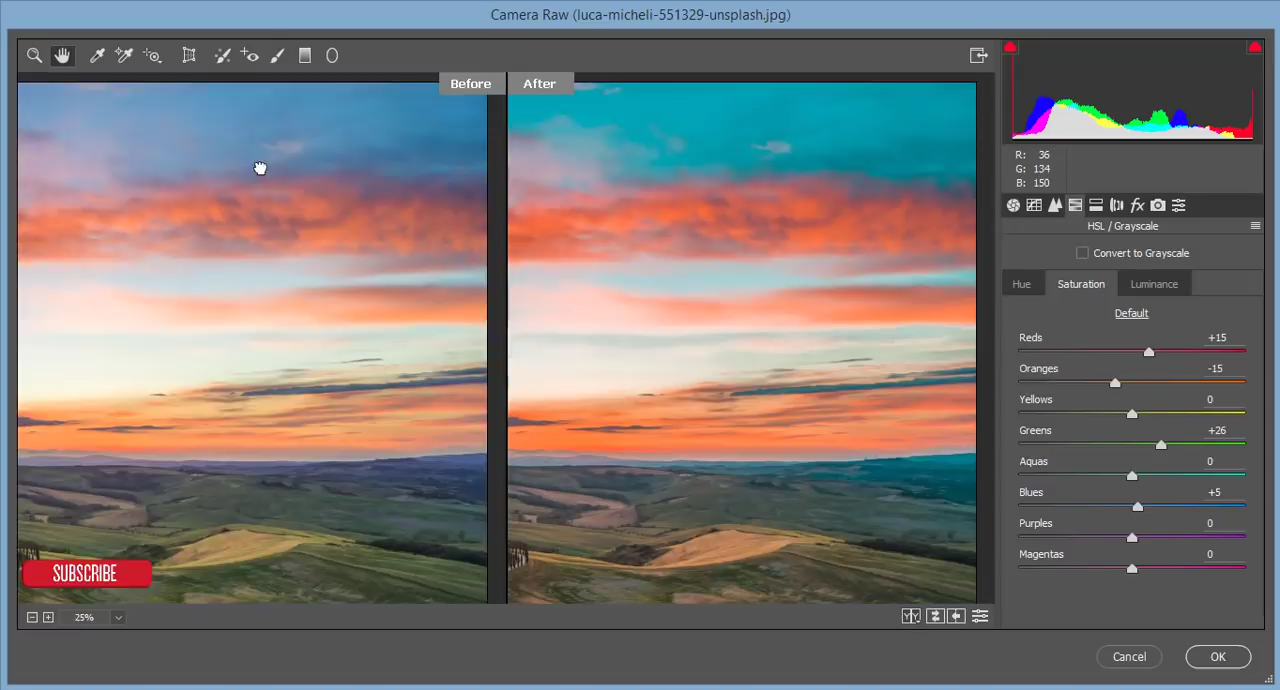 Camera Raw (luca-micheli-551329-unsplash.jpg)
Before
After
R: 36
G: 134
B: 150
fx
HSL / Grayscale
Convert to Grayscale
Hue
Saturation
Luminance
Default
Reds +15
Oranges -15
Yellows 0
Greens +26
Aquas 0
Blues +5
Purples 0
Magentas 0
SUBSCRIBE
25%
Y Y
Cancel
OK